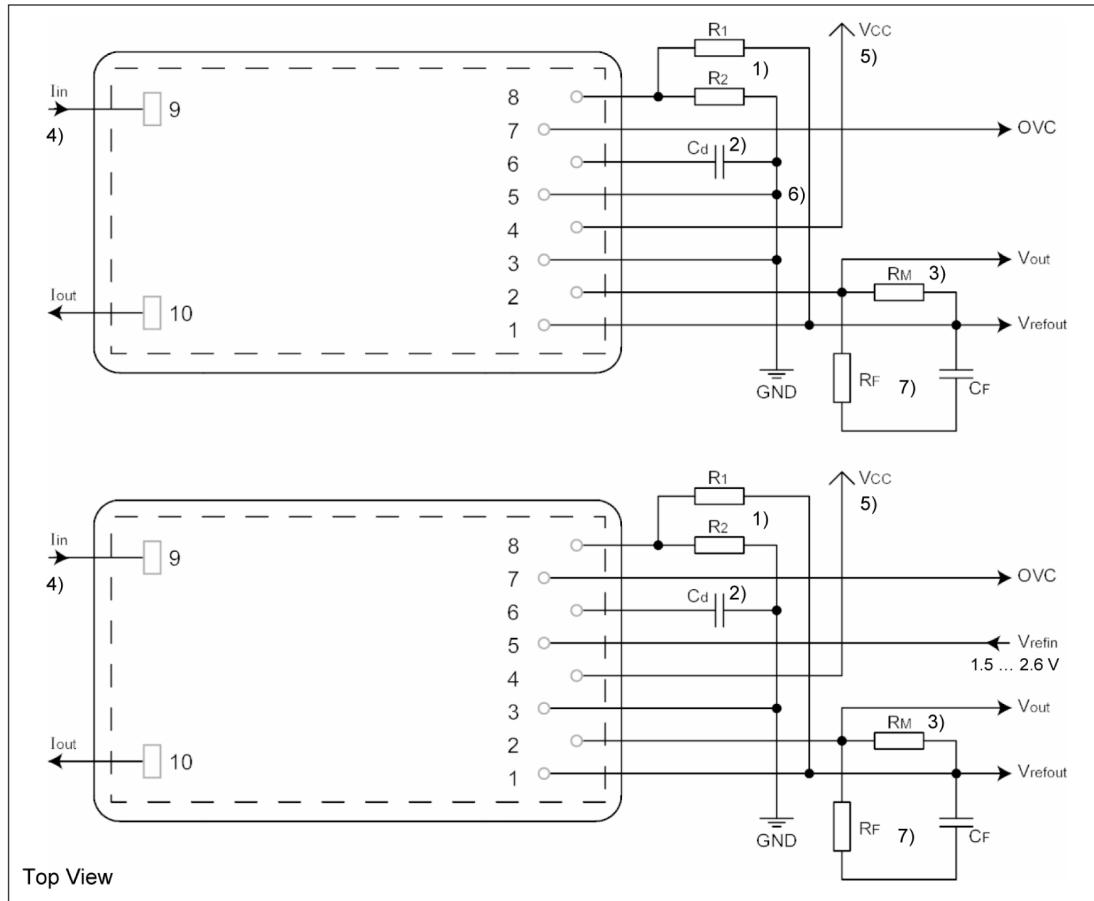 R1
VCC
5)
1)
Iin
4)
9
8
R2
7
OVC
6
Cd
2)
5
6)
4
3
Vout
RM
3)
Iout
10
2
1
Vrefout
GND
RF
7)
CF
R1
VCC
5)
1)
Iin
4)
9
8
R2
7
OVC
6
Cd
2)
5
Vrefin
1.5 ... 2.6 V
4
3
Vout
RM
3)
Iout
10
2
1
Vrefout
GND
RF
7)
CF
Top View